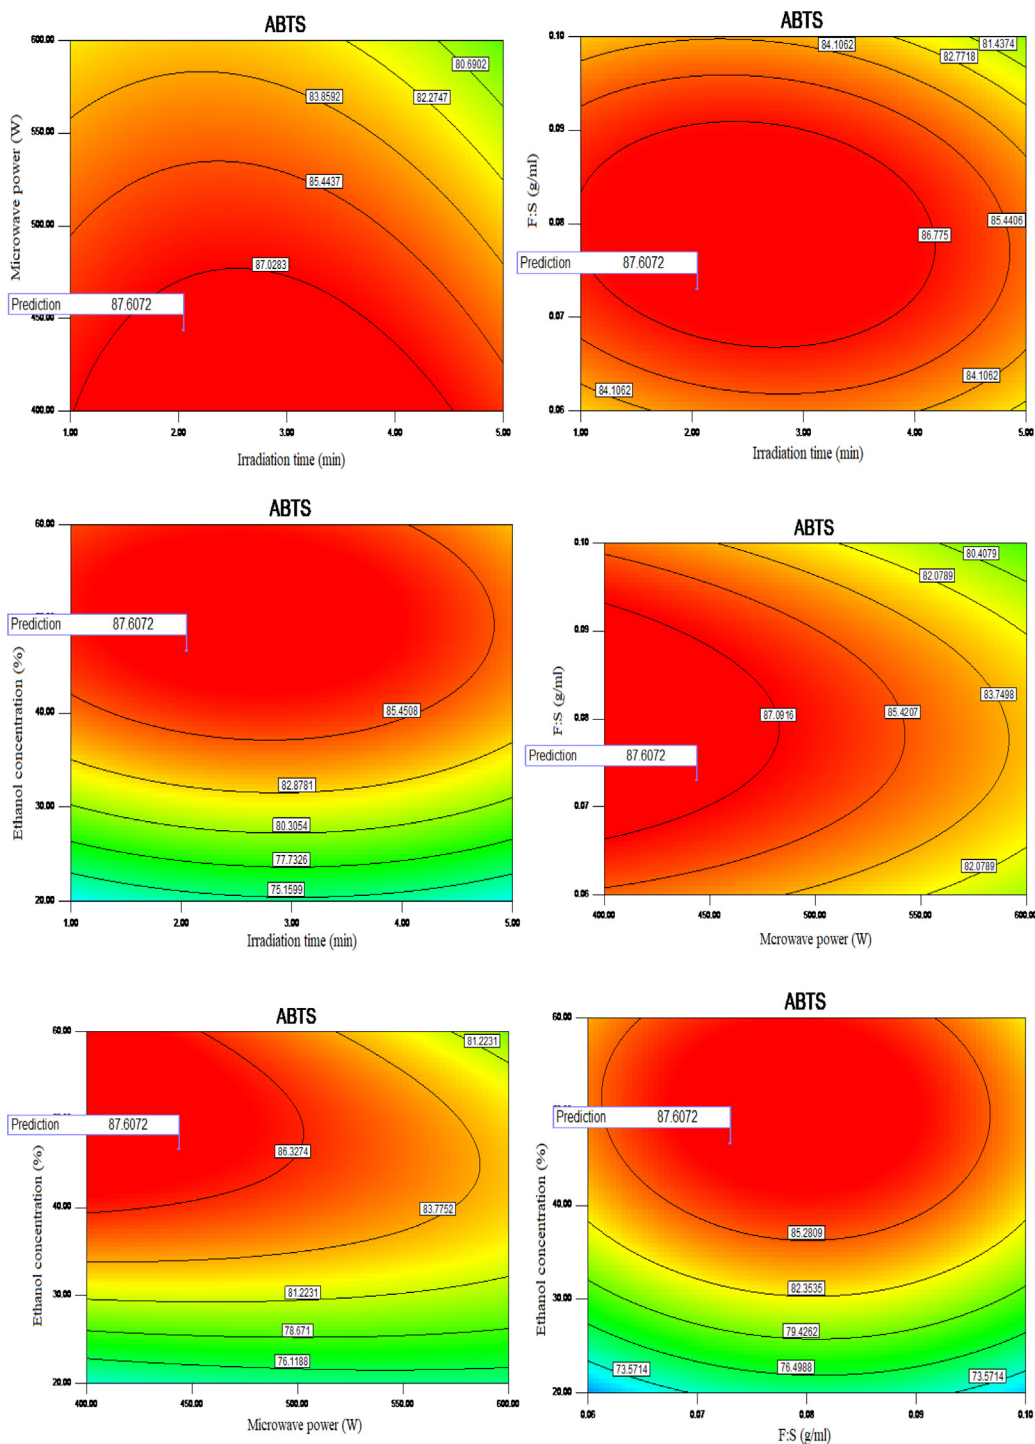 ABTS
600.00
80.6902
83.8592
82.2747
550.00
Microwave power (W)
85.4437
500.00
87.0283
Prediction 87.6072
450.00
400.00
1.00 2.00 3.00 4.00 5.00
Irradiation time (min)
ABTS
0.10
84.1062
81.4374
82.7718
0.09
F:S (g/ml)
0.08
85.4406
86.775
Prediction 87.6072
0.07
84.1062
84.1062
0.06
1.00 2.00 3.00 4.00 5.00
Irradiation time (min)
ABTS
60.00
Prediction 87.6072
Ethanol concentration (%)
40.00
85.4508
82.8781
30.00
80.3054
77.7326
75.1599
20.00
1.00 2.00 3.00 4.00 5.00
Irradiation time (min)
ABTS
0.10
80.4079
82.0789
0.09
F:S (g/ml)
83.7498
0.08
87.0916
85.4207
Prediction 87.6072
0.07
82.0789
0.06
400.00 450.00 500.00 550.00 600.00
Mcrowave power (W)
ABTS
60.00
81.2231
Prediction 87.6072
86.3274
Ethanol concentration (%)
40.00
83.7752
30.00
81.2231
78.671
76.1188
20.00
400.00 450.00 500.00 550.00 600.00
Microwave power (W)
ABTS
60.00
Prediction 87.6072
Ethanol concentration (%)
40.00
85.2809
82.3535
30.00
79.4262
76.4988
73.5714
73.5714
20.00
0.06 0.07 0.08 0.09 0.10
F:S (g/ml)